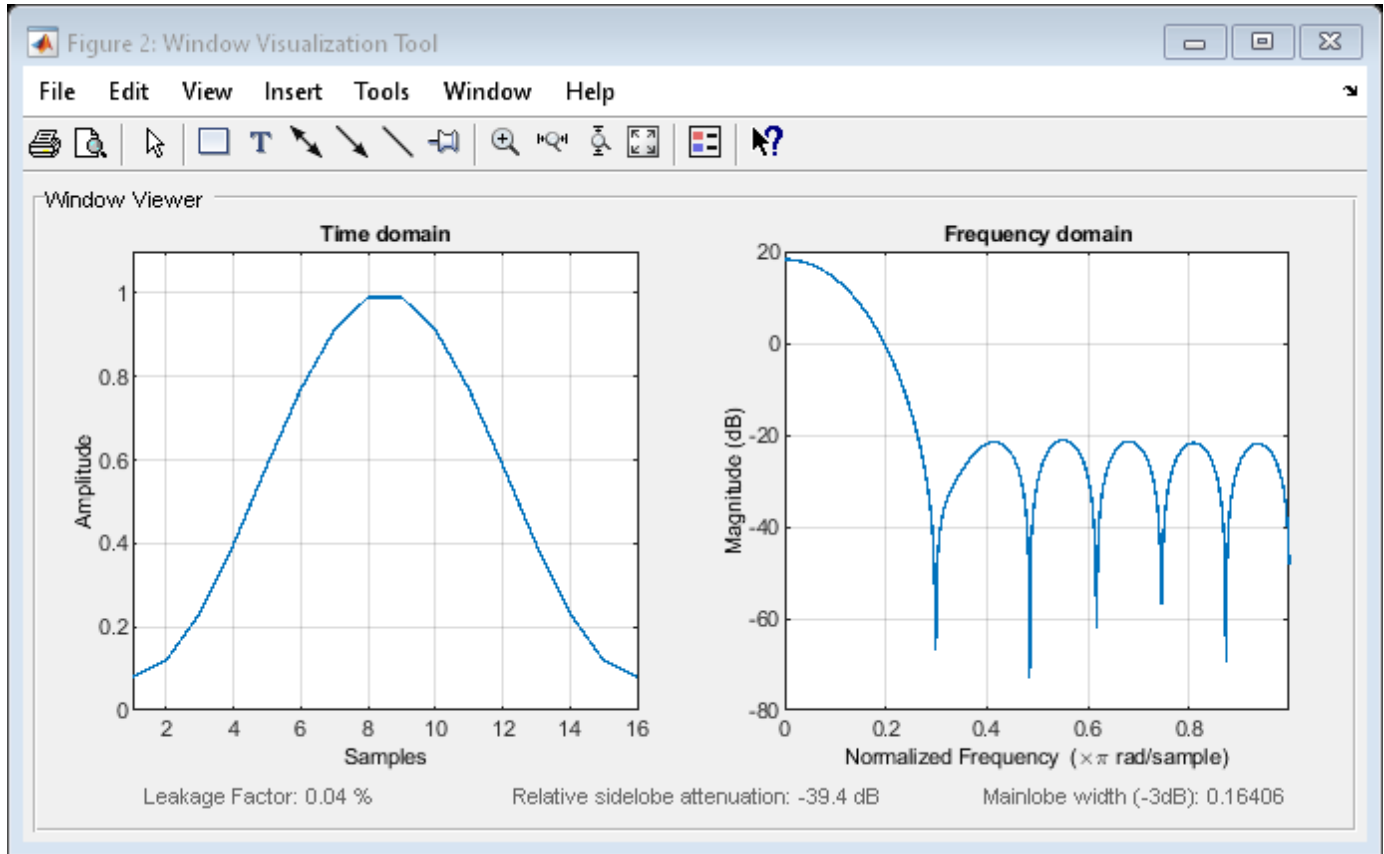 Figure 2: Window Visualization Tool
File Edit View Insert Tools Window Help
T
?
Window Viewer
Time domain
1
0.8
0.6
0.4
0.2
0
Amplitude
2 4 6 8 10 12 14 16
Samples
Frequency domain
20
0
-20
-40
-60
-80
Magnitude (dB)
0 0.2 0.4 0.6 0.8
Normalized Frequency (×π rad/sample)
Leakage Factor: 0.04 %
Relative sidelobe attenuation: -39.4 dB
Mainlobe width (-3dB): 0.16406